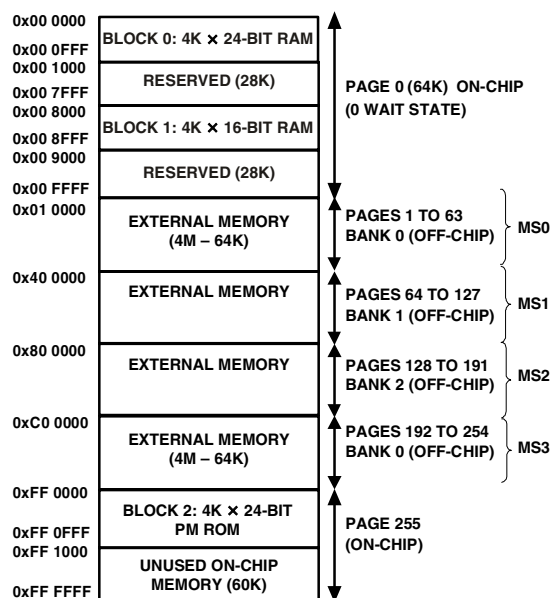 0x00 0000
BLOCK 0: 4K × 24-BIT RAM
0x00 0FFF
0x00 1000
RESERVED (28K)
0x00 7FFF
0x00 8000
BLOCK 1: 4K × 16-BIT RAM
0x00 8FFF
0x00 9000
RESERVED (28K)
0x00 FFFF
PAGE 0 (64K) ON-CHIP
(0 WAIT STATE)
0x01 0000
EXTERNAL MEMORY
(4M – 64K)
PAGES 1 TO 63
BANK 0 (OFF-CHIP)
MS0
0x40 0000
EXTERNAL MEMORY
PAGES 64 TO 127
BANK 1 (OFF-CHIP)
MS1
0x80 0000
EXTERNAL MEMORY
PAGES 128 TO 191
BANK 2 (OFF-CHIP)
MS2
0xC0 0000
EXTERNAL MEMORY
(4M – 64K)
PAGES 192 TO 254
BANK 0 (OFF-CHIP)
MS3
0xFF 0000
BLOCK 2: 4K × 24-BIT
PM ROM
0xFF 0FFF
0xFF 1000
UNUSED ON-CHIP
MEMORY (60K)
0xFF FFFF
PAGE 255
(ON-CHIP)